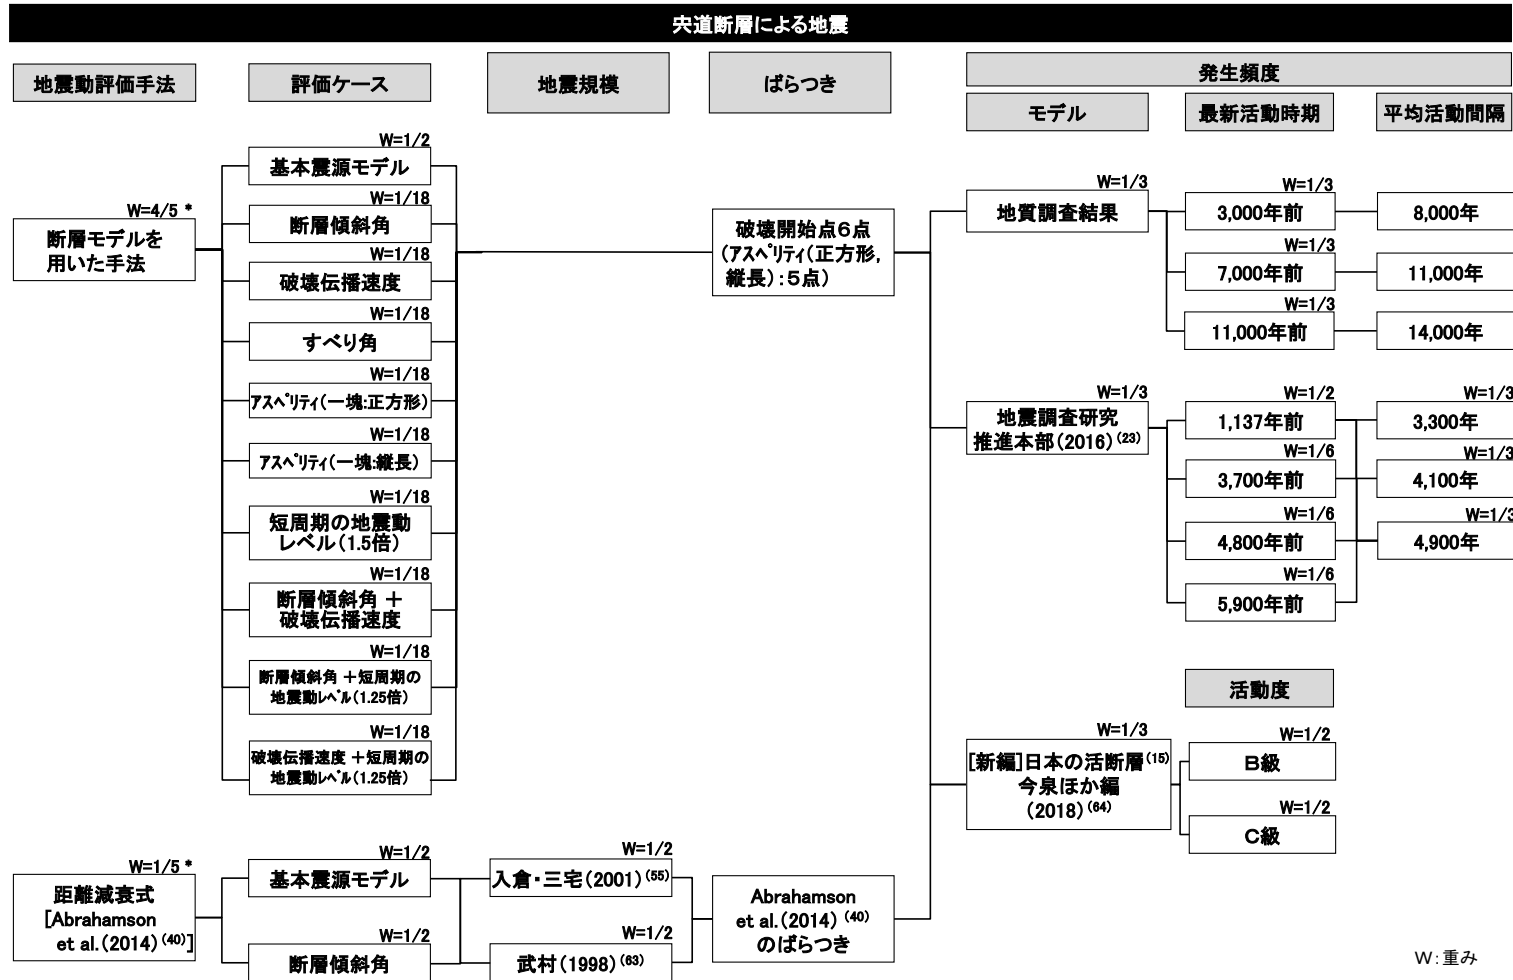 宍道断層による地震
地震動評価手法
評価ケース
地震規模
ばらつき
発生頻度
モデル
最新活動時期
平均活動間隔
W=4/5 *
断層モデルを
用いた手法
W=1/2
基本震源モデル
W=1/18
断層傾斜角
W=1/18
破壊伝播速度
W=1/18
すべり角
W=1/18
アスペリティ(一塊:正方形)
W=1/18
アスペリティ(一塊:縦長)
W=1/18
短周期の地震動
レベル(1.5倍)
W=1/18
断層傾斜角 +
破壊伝播速度
W=1/18
断層傾斜角 +短周期の
地震動レベル(1.25倍)
W=1/18
破壊伝播速度 +短周期の
地震動レベル(1.25倍)
破壊開始点6点
(アスペリティ(正方形,
縦長):5点)
W=1/3
地質調査結果
W=1/3
3,000年前
8,000年
W=1/3
7,000年前
11,000年
W=1/3
11,000年前
14,000年
W=1/3
地震調査研究
推進本部(2016)(23)
W=1/2
1,137年前
W=1/6
3,700年前
W=1/6
4,800年前
W=1/6
5,900年前
W=1/3
3,300年
W=1/3
4,100年
W=1/3
4,900年
活動度
W=1/3
[新編]日本の活断層(15)
今泉ほか編
(2018)(64)
W=1/2
B級
W=1/2
C級
W=1/5 *
距離減衰式
[Abrahamson
et al.(2014)(40)]
W=1/2
基本震源モデル
W=1/2
断層傾斜角
W=1/2
入倉・三宅(2001)(55)
W=1/2
武村(1998)(63)
Abrahamson
et al.(2014)(40)
のばらつき
W:重み